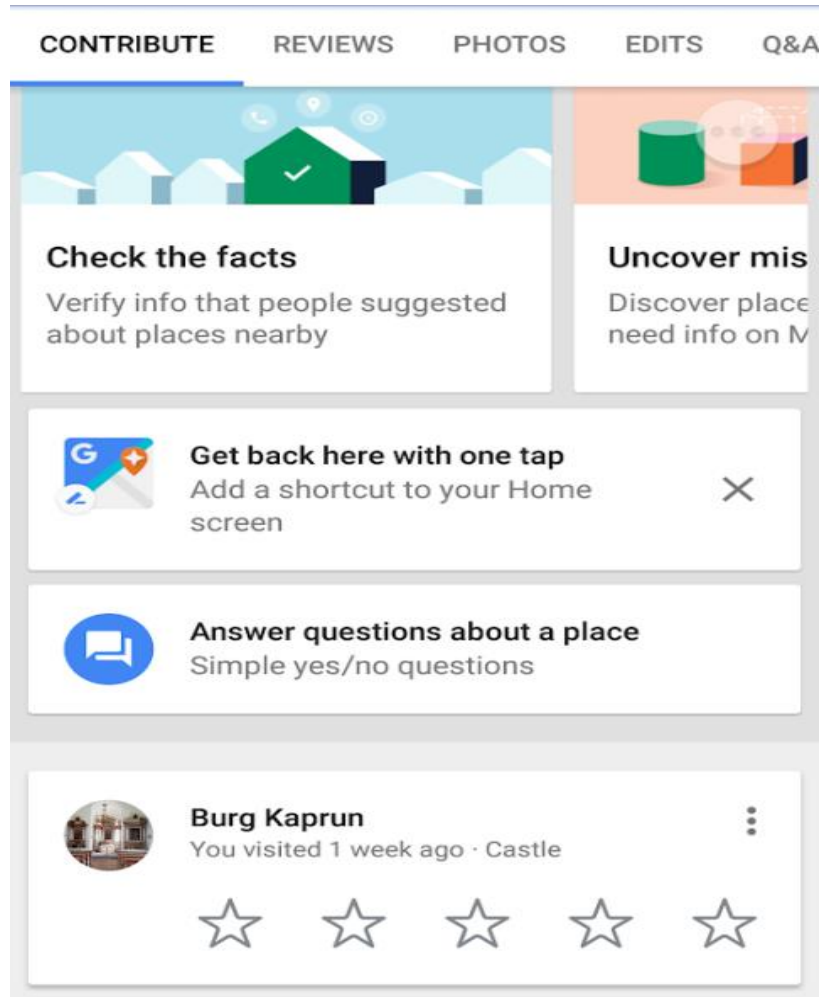 CONTRIBUTE REVIEWS PHOTOS EDITS Q&A
Check the facts
Verify info that people suggested
about places nearby
Uncover mis
Discover place
need info on M
G
Get back here with one tap
Add a shortcut to your Home
screen
Answer questions about a place
Simple yes/no questions
Burg Kaprun
You visited 1 week ago · Castle